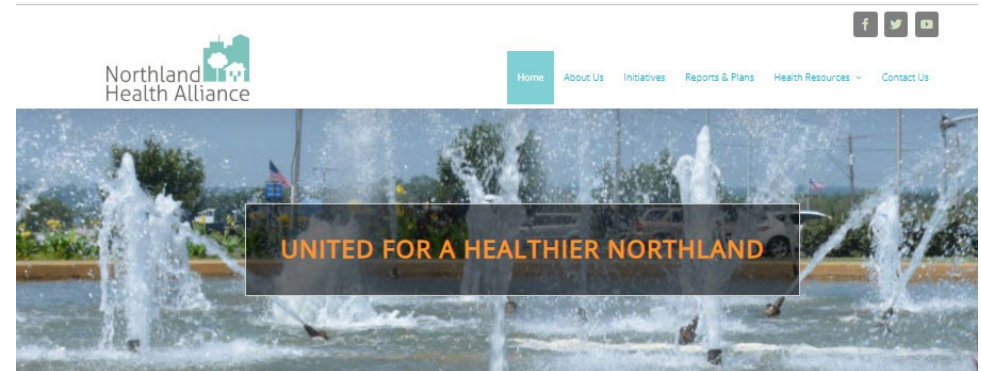 Northland
Health Alliance
Home About Us Initiatives Reports & Plans Health Resources Contact Us
UNITED FOR A HEALTHIER NORTHLAND